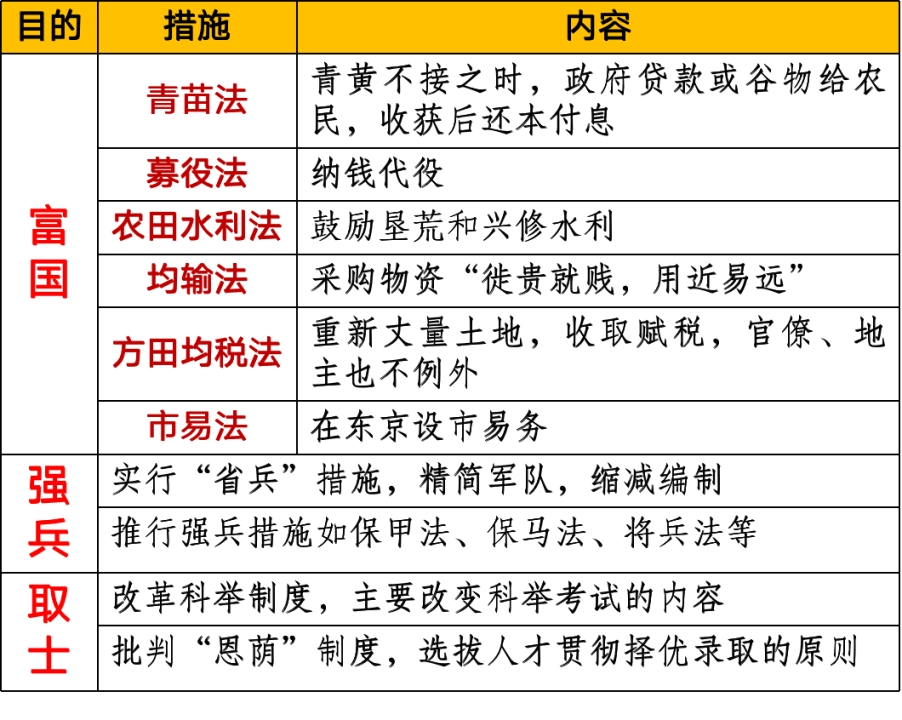 目的 措施 内容
富国
青苗法 青黄不接之时，政府贷款或谷物给农
民，收获后还本付息
募役法 纳钱代役
农田水利法 鼓励垦荒和兴修水利
均输法 采购物资“徙贵就贱，用近易远”
方田均税法 重新丈量土地，收取赋税，官僚、地
主也不例外
市易法 在东京设市易务
强兵
实行“省兵”措施，精简军队，缩减编制
推行强兵措施如保甲法、保马法、将兵法等
取士
改革科举制度，主要改变科举考试的内容
批判“恩荫”制度，选拔人才贯彻择优录取的原则